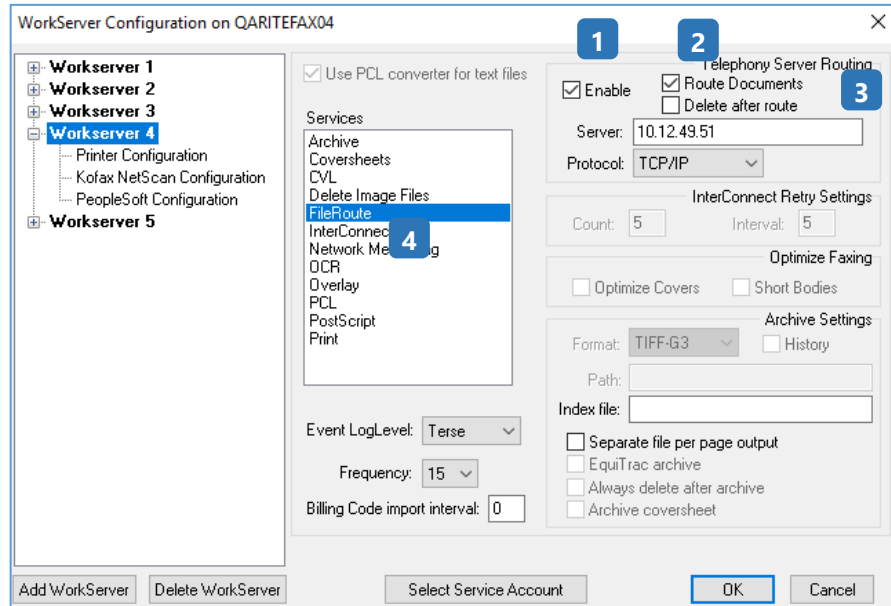 WorkServer Configuration on QARITEFAX04
1
2
3
4
Workserver 1
Workserver 2
Workserver 3
Workserver 4
Printer Configuration
Kofax NetScan Configuration
PeopleSoft Configuration
Workserver 5
Use PCL converter for text files
Services
Archive
Coversheets
CVL
Delete Image Files
FileRoute
InterConnect
Network Me g
OCR
Overlay
PCL
PostScript
Print
Event LogLevel: Terse
Frequency: 15
Billing Code import interval: 0
Telephony Server Routing
Enable
Route Documents
Delete after route
Server: 10.12.49.51
Protocol: TCP/IP
InterConnect Retry Settings
Count: 5 Interval: 5
Optimize Faxing
Optimize Covers Short Bodies
Archive Settings
Format: TIFF-G3 History
Path:
Index file:
Separate file per page output
EquiTrac archive
Always delete after archive
Archive coversheet
Add WorkServer Delete WorkServer Select Service Account OK Cancel